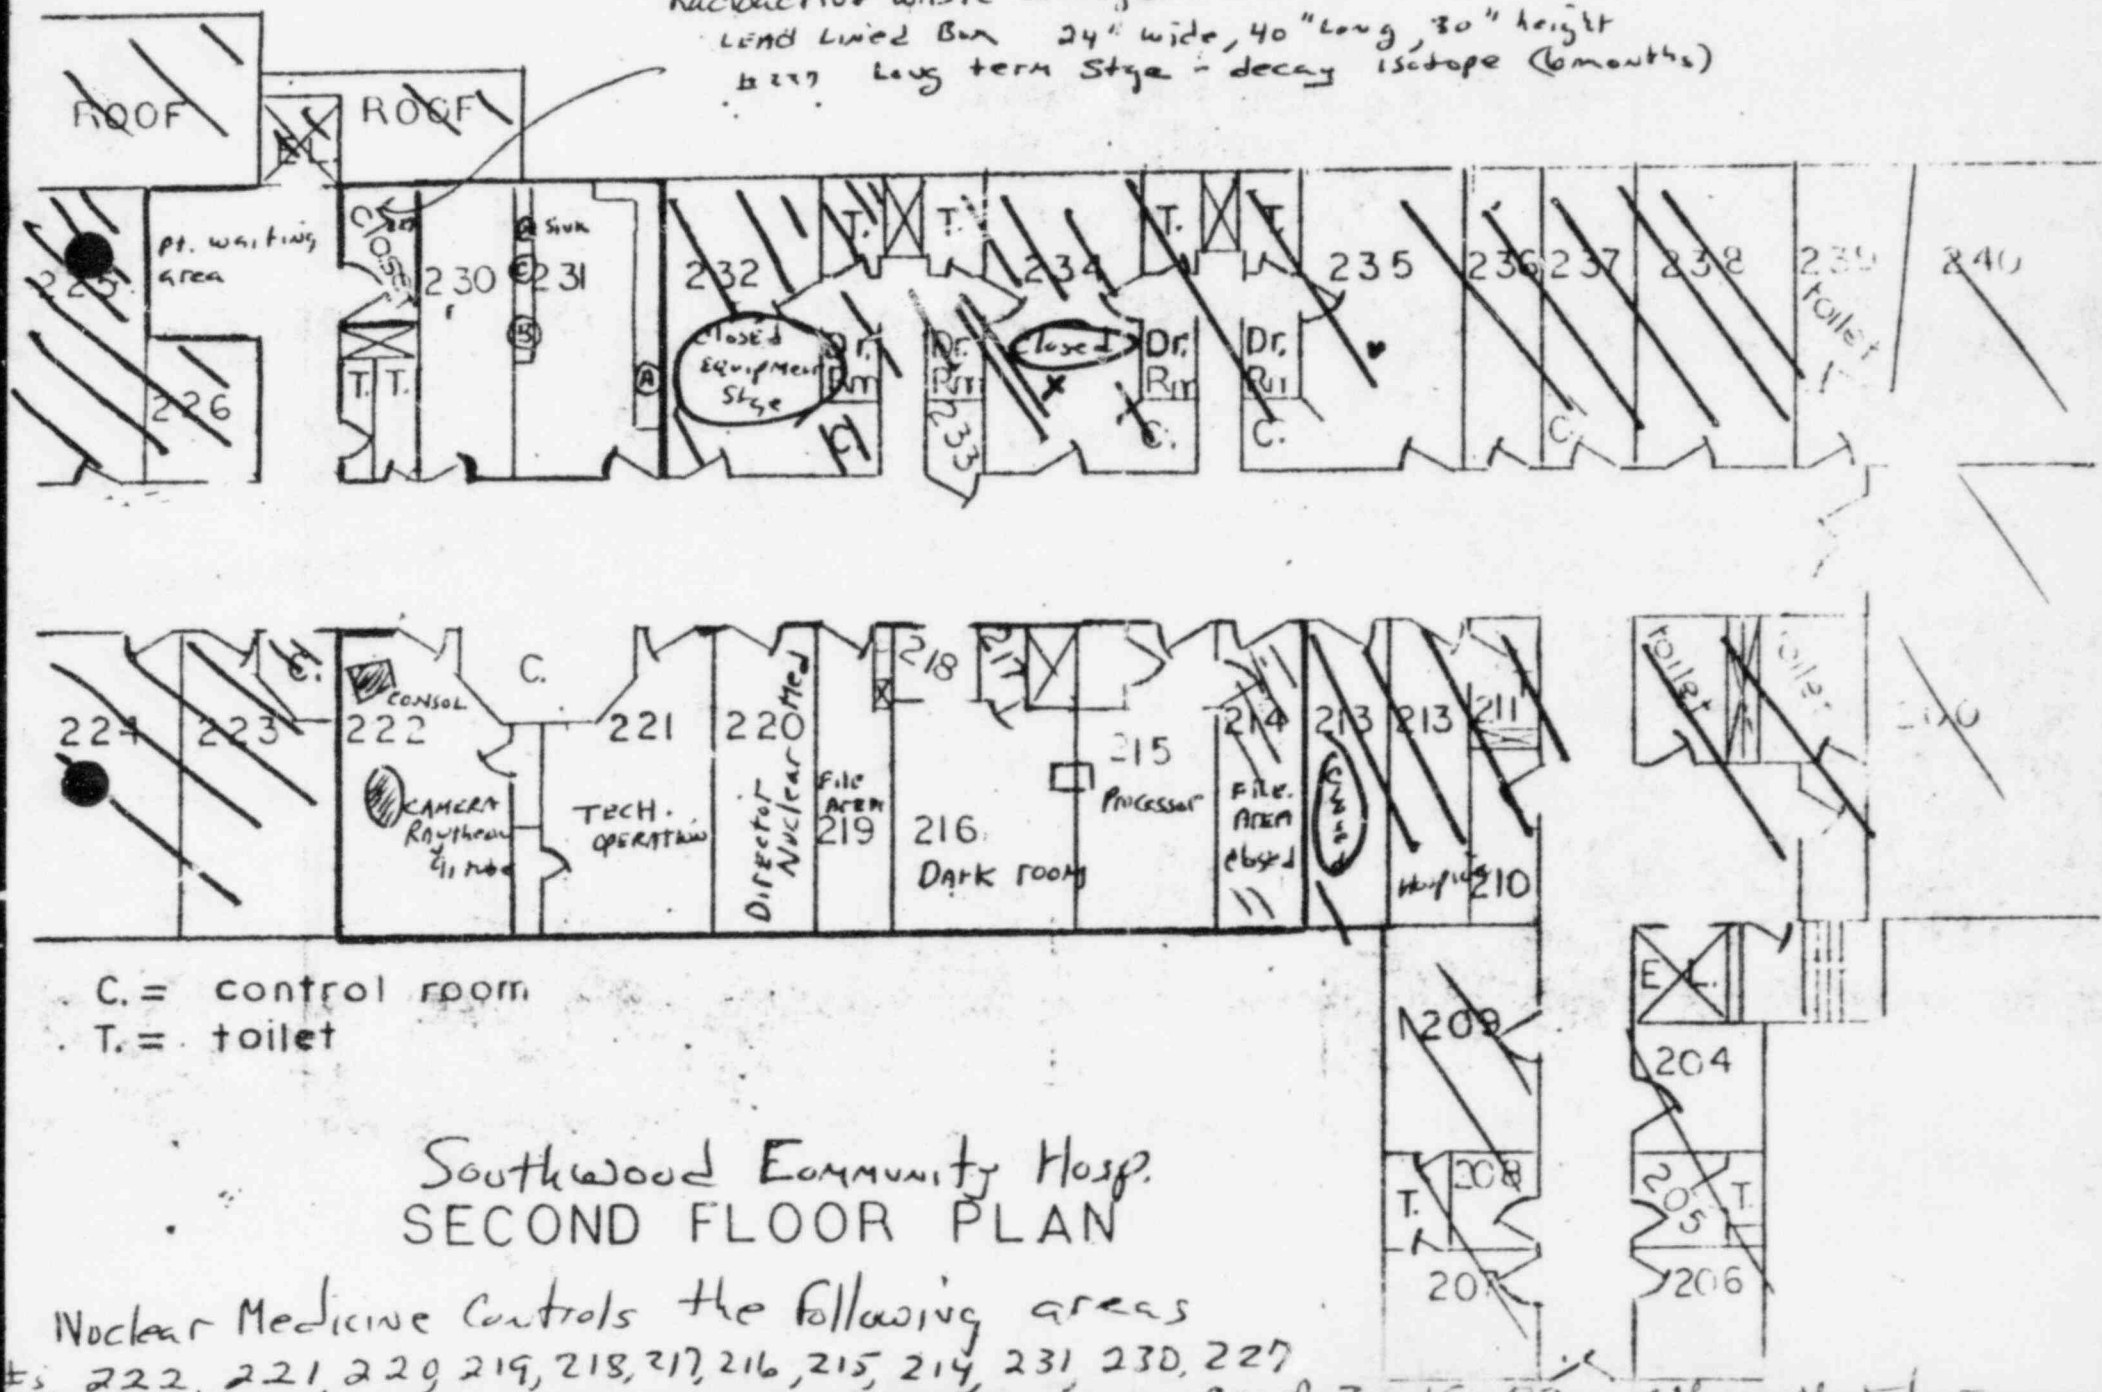 LEAD Lined Box 24" wide, 40" Long, 30" height
#227 Long term Stge - decay isotope (6 months)
ROOF
ROOF
EL.
225
pt. waiting
area
226
CLOSET
T. T.
230
Sink
231
B
A
232
Closed
Equipment
Stge
T.
T.
Dr.
Rm
C.
Dr.
Rm
233
234
Closed
T.
T.
Dr.
Rm
C.
Dr.
Rm
C.
235
236
237
C.
238
239
toilet
240
224
223
C.
222
CONSOL
CAMERA
Raytheon
C.
221
TECH.
OPERATION
220
Director
Nuclear Med
File
AREA
219
218
217
216
DArk room
215
Processor
214
File.
AREA
closed
213
213
211
210
toilet
toilet
EL.
209
204
208
T.
205
T.
207
206
C. = control room
T. = toilet
Southwood Eommunity Hosp.
SECOND FLOOR PLAN
Nuclear Medicine Controls the following areas
#s 222, 221, 220, 219, 218, 217, 216, 215, 214, 231, 230, 227